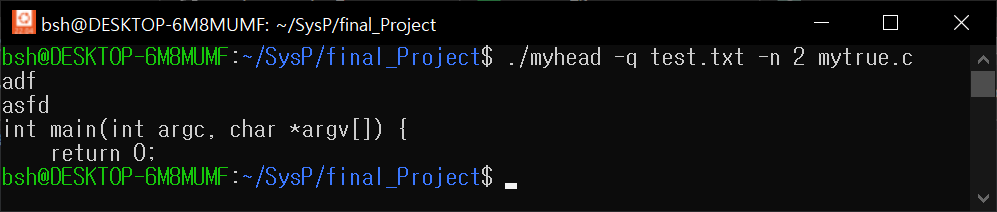 bsh@DESKTOP-6M8MUMF: ~/SysP/final_Project
bsh@DESKTOP-6M8MUMF:~/SysP/final_Project$ ./myhead -q test.txt -n 2 mytrue.c
adf
asfd
int main(int argc, char *argv[]) {
    return 0;
bsh@DESKTOP-6M8MUMF:~/SysP/final_Project$